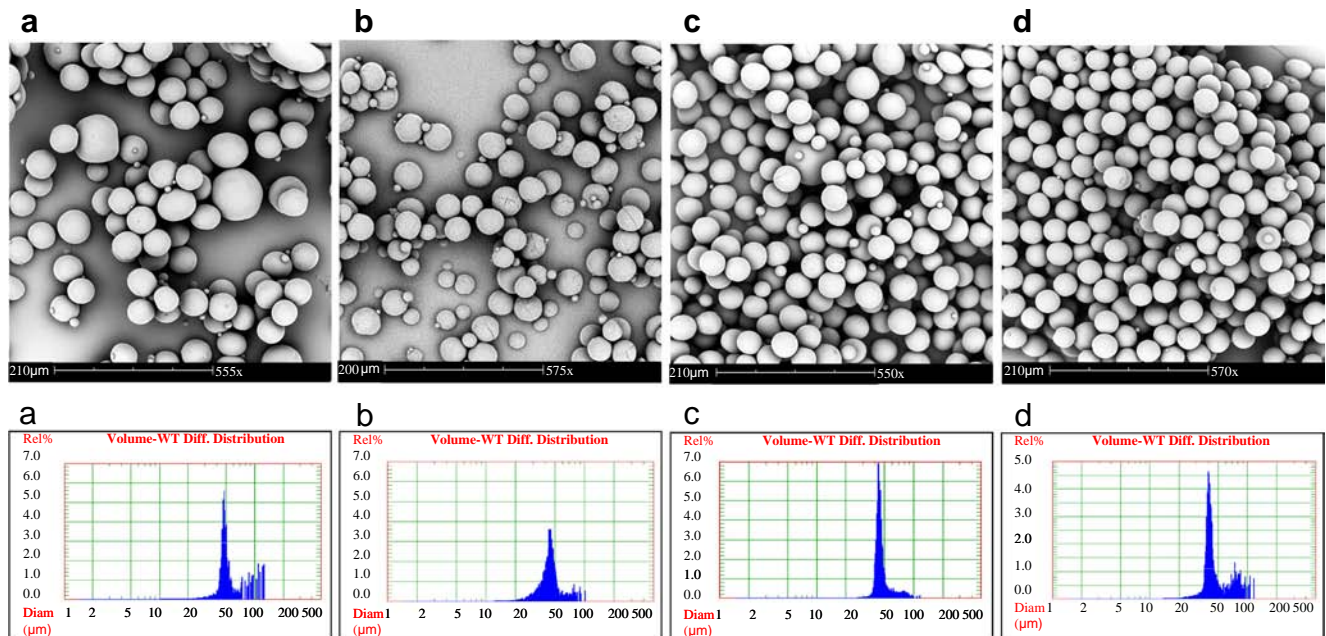 a b c d
210µm 555x 200µm 575x 210µm 550x 210µm 570x
a b c d
Rel% Volume-WT Diff. Distribution Rel% Volume-WT Diff. Distribution Rel% Volume-WT Diff. Distribution Rel% Volume-WT Diff. Distribution
7.0 7.0 7.0 5.0
6.0 6.0 6.0 4.0
5.0 5.0 5.0
4.0 4.0 4.0 3.0
3.0 3.0 3.0 2.0
2.0 2.0 2.0
1.0 1.0 1.0 1.0
0.0 0.0 0.0 0.0
Diam 1 2 5 10 20 50 100 200 500 Diam 1 2 5 10 20 50 100 200 500 Diam 1 2 5 10 20 50 100 200 500 Diam 1 2 5 10 20 50 100 200 500
(µm) (µm) (µm) (µm)